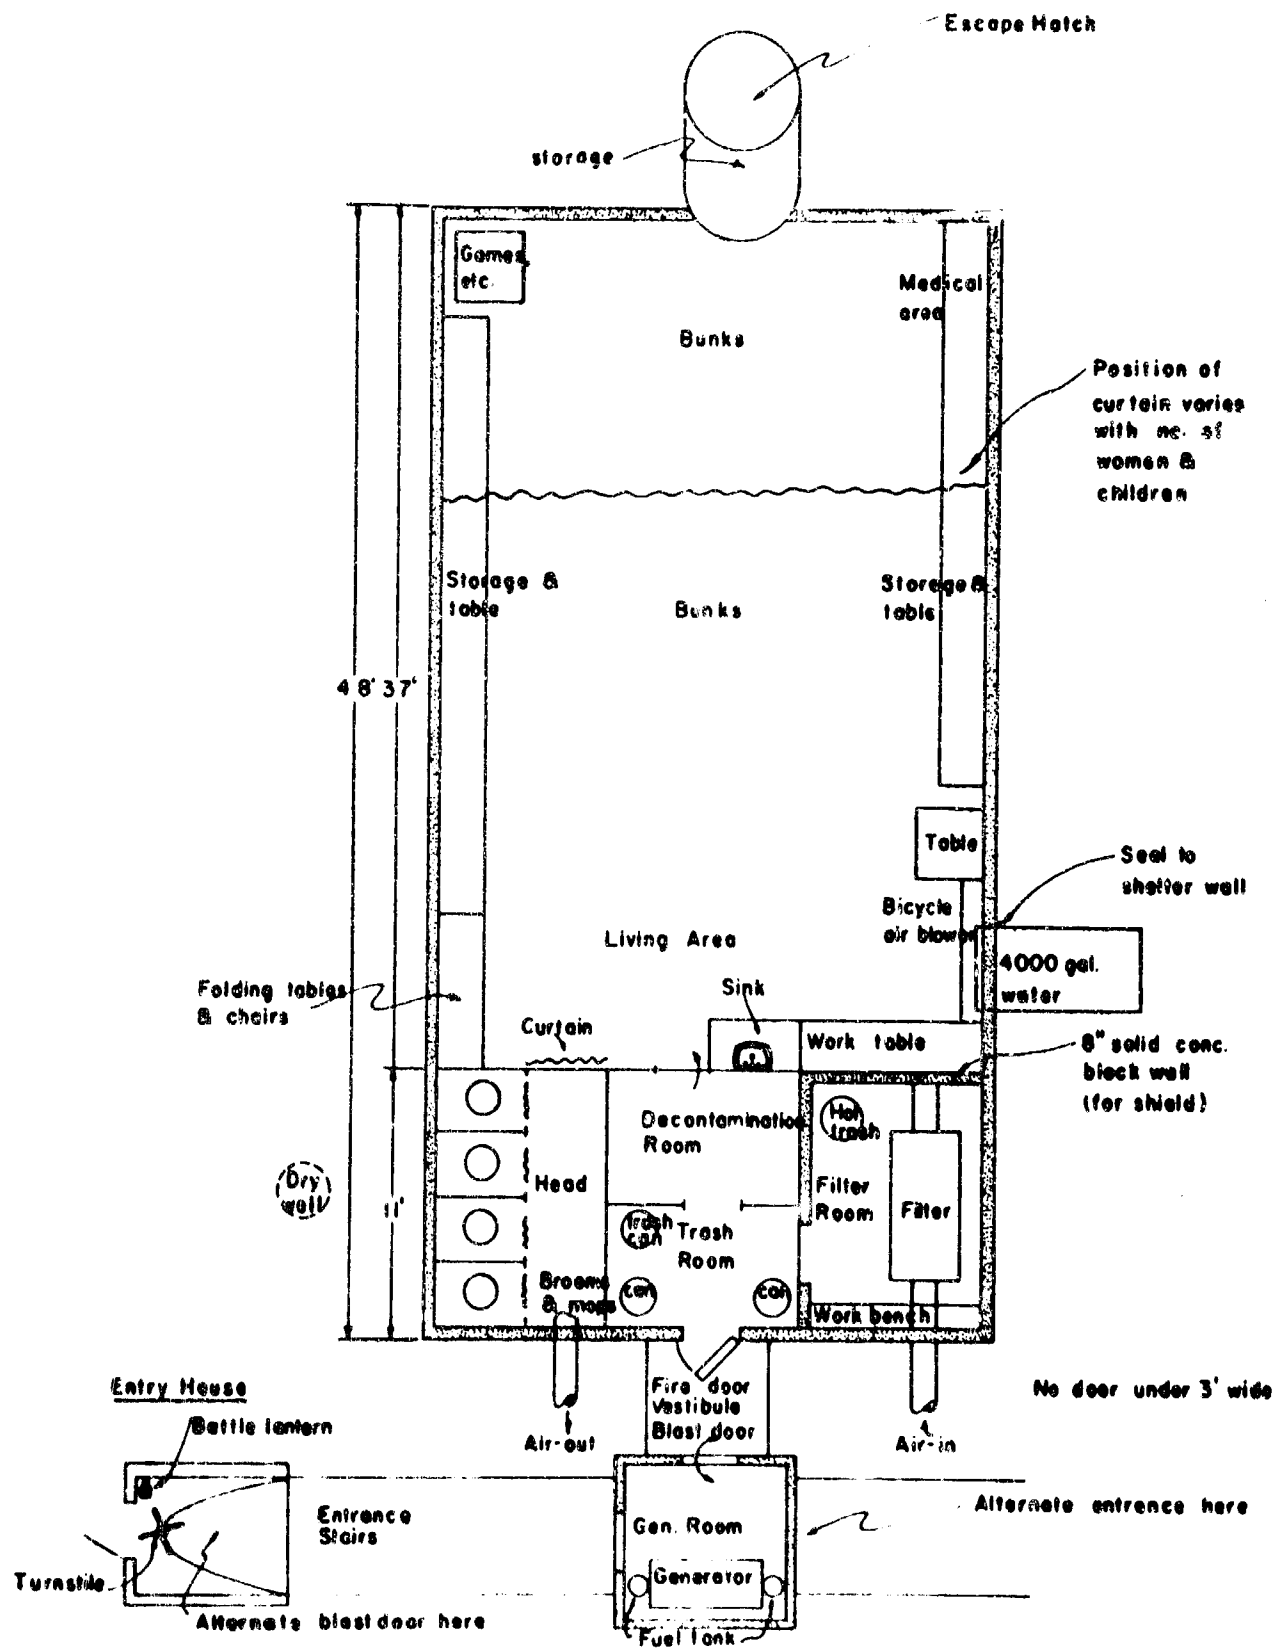 Escape Hatch
storage
Games,
etc.
Medical
area
Bunks
Position of
curtain varies
with no. of
women &
children
Storage &
table
Bunks
Storage &
table
48' 37'
Table
Seal to
shelter wall
Bicycle
air blower
Living Area
4000 gal.
water
Folding tables
& chairs
Sink
Curtain
Work table
8" solid conc.
block wall
(for shield)
Decontamination
Room
Hot
trash
Dry
well
11'
Head
Filter
Room
Filter
trash
can
Trash
Room
Brooms
& mops
can
can
Work bench
Entry House
Fire door
Vestibule
Blast door
No door under 3' wide
Battle lantern
Air-out
Air-in
Entrance
Stairs
Gen. Room
Alternate entrence here
Turnstile
Generator
Alternate blast door here
Fuel tank